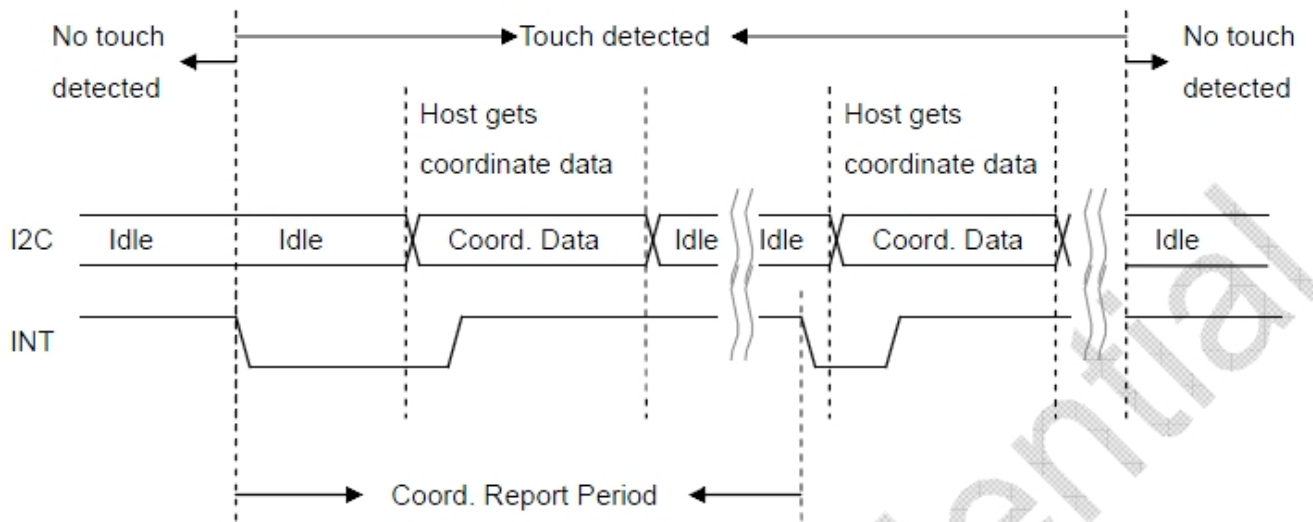 No touch
detected
Touch detected
No touch
detected
Host gets
coordinate data
Host gets
coordinate data
I2C
Idle
Idle
Coord. Data
Idle
Idle
Coord. Data
Idle
INT
Coord. Report Period